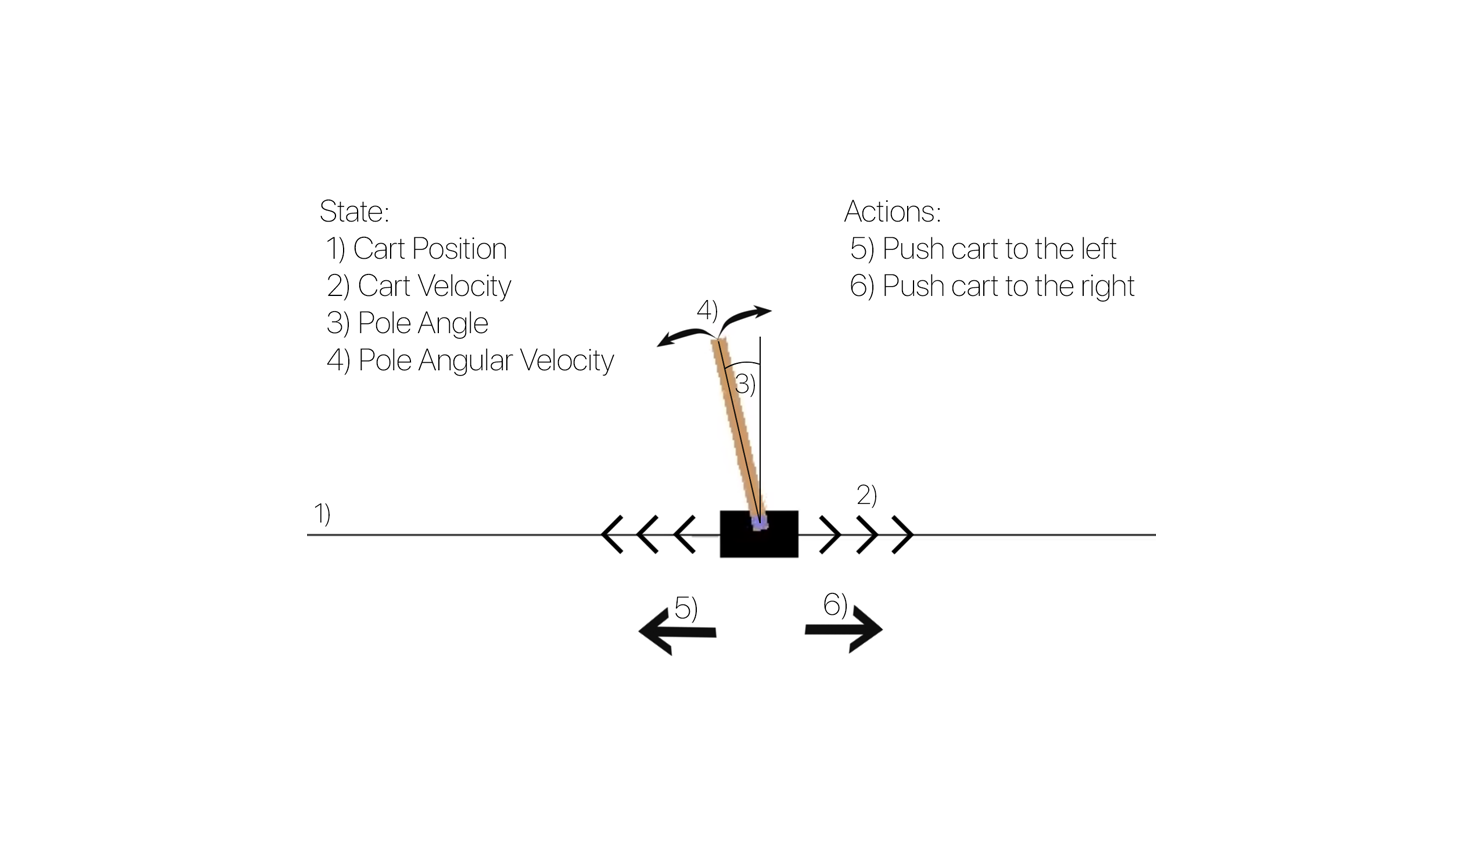 State:
1) Cart Position
2) Cart Velocity
3) Pole Angle
4) Pole Angular Velocity
Actions:
5) Push cart to the left
6) Push cart to the right
4)
3)
2)
1)
5)
6)